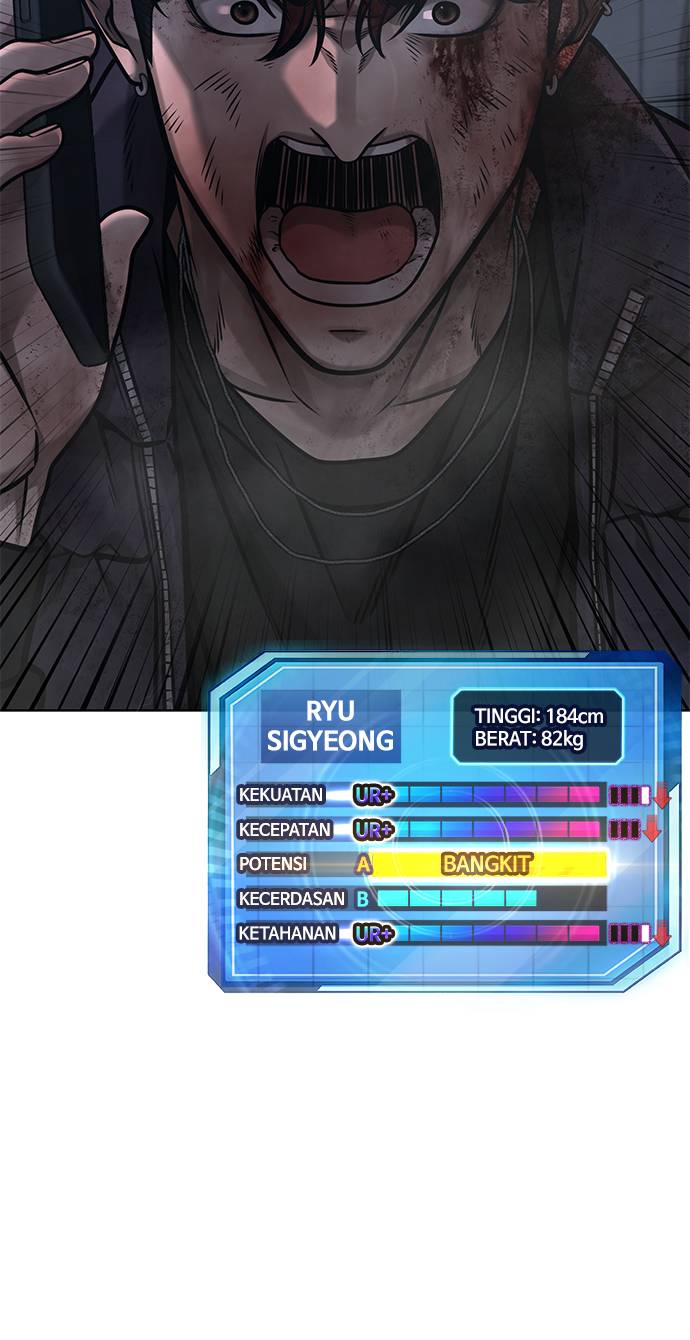 RYU
SIGYEONG
TINGGI: 184cm
BERAT: 82kg
KEKUATAN UR+
KECEPATAN UR+
POTENSI A BANGKIT
KECERDASAN B
KETAHANAN UR+